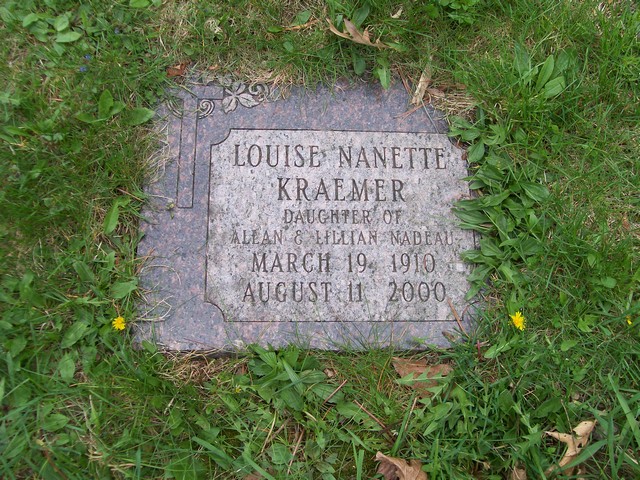 LOUISE NANETTE
KRAEMER
DAUGHTER OF
ALLAN & LILLIAN NADEAU
MARCH 19, 1910
AUGUST 11, 2000